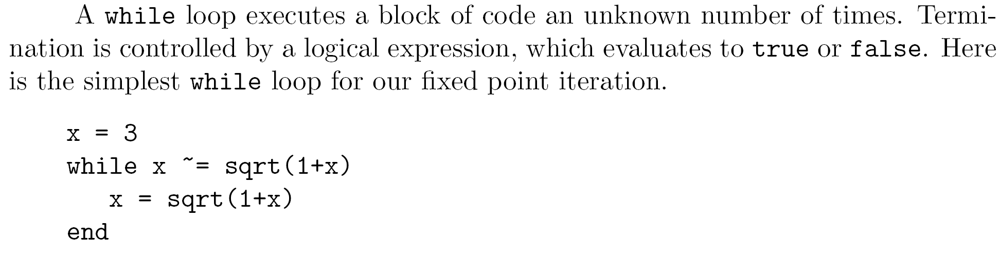 A while loop executes a block of code an unknown number of times. Termi-
nation is controlled by a logical expression, which evaluates to true or false. Here
is the simplest while loop for our fixed point iteration.
x = 3
while x ~= sqrt(1+x)
   x = sqrt(1+x)
end